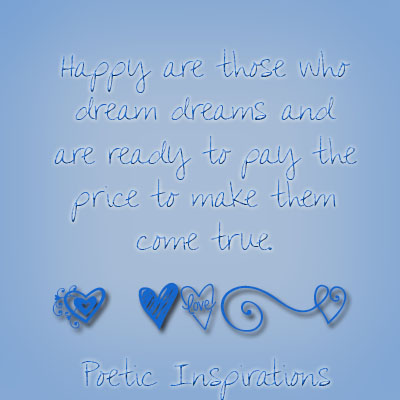 Happy are those who
dream dreams and
are ready to pay the
price to make them
come true.
love
Poetic Inspirations